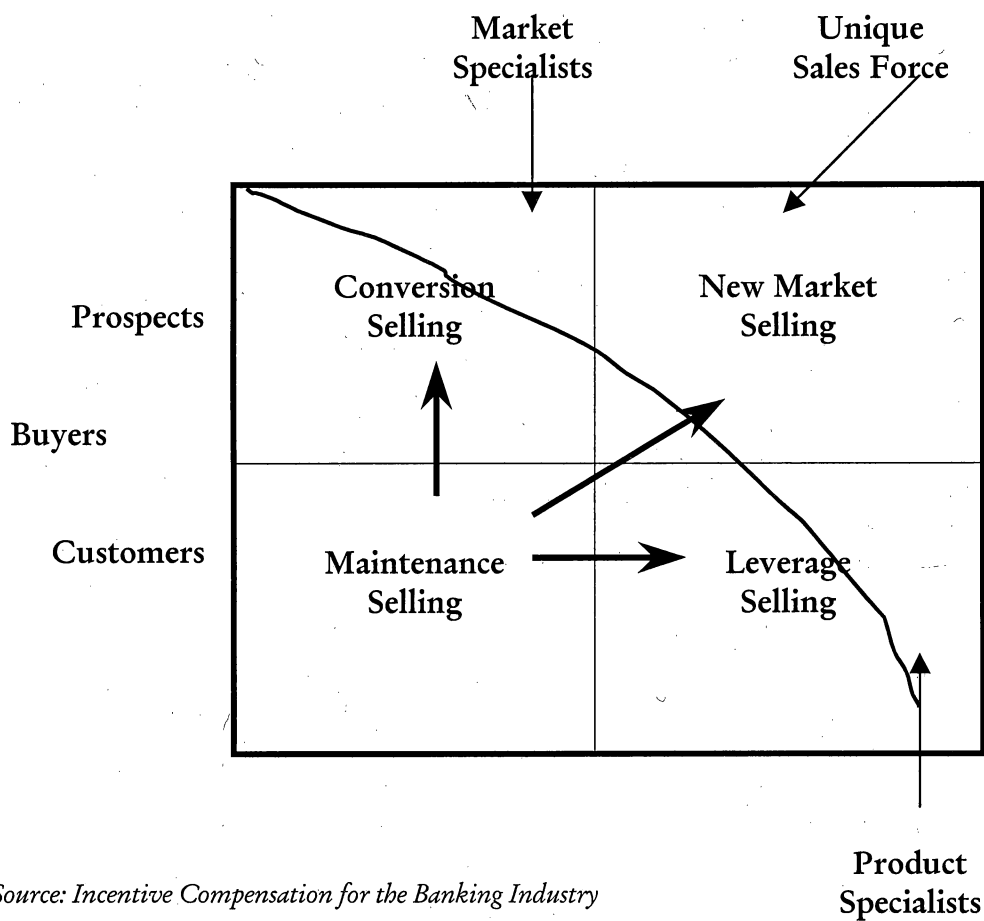 Market
Specialists
Unique
Sales Force
Prospects
Conversion
Selling
New Market
Selling
Buyers
Customers
Maintenance
Selling
Leverage
Selling
Product
Specialists
Source: Incentive Compensation for the Banking Industry